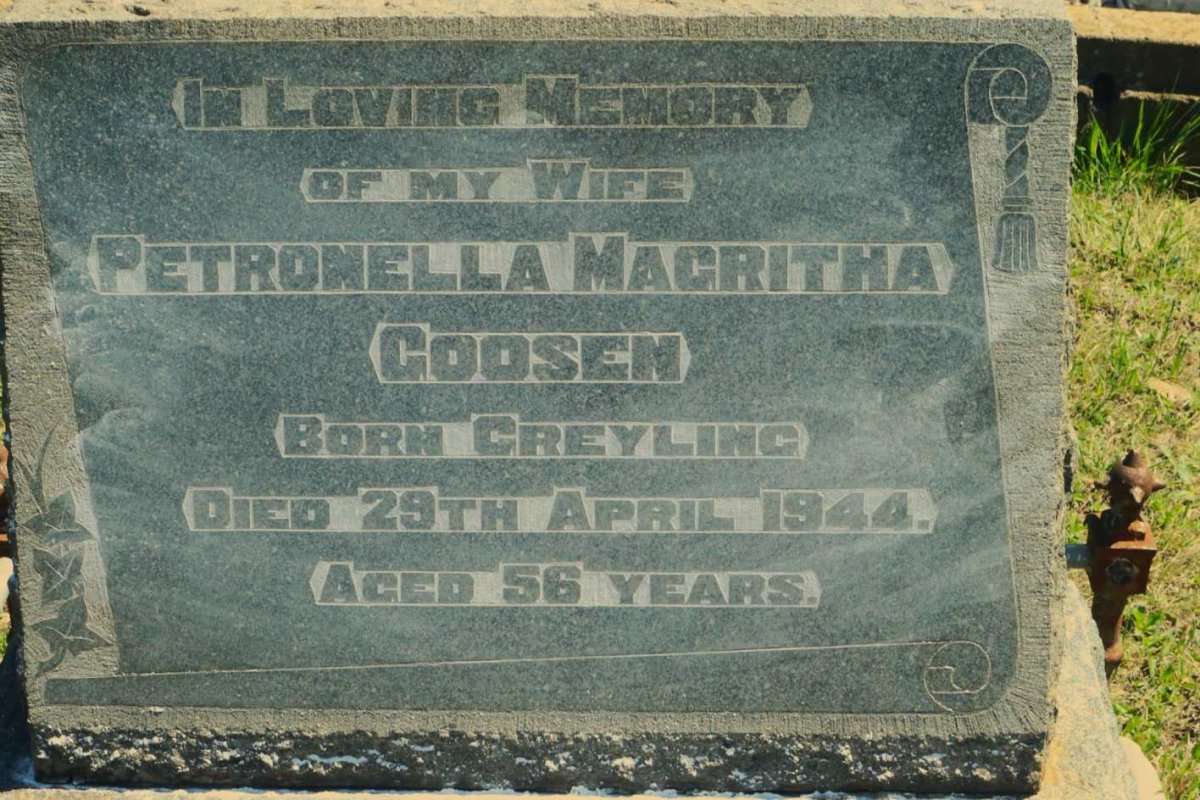 In Loving Memory
of my Wife
Petronella Magritha
Goosen
Born Greyling
Died 29th April 1944.
Aged 56 years.